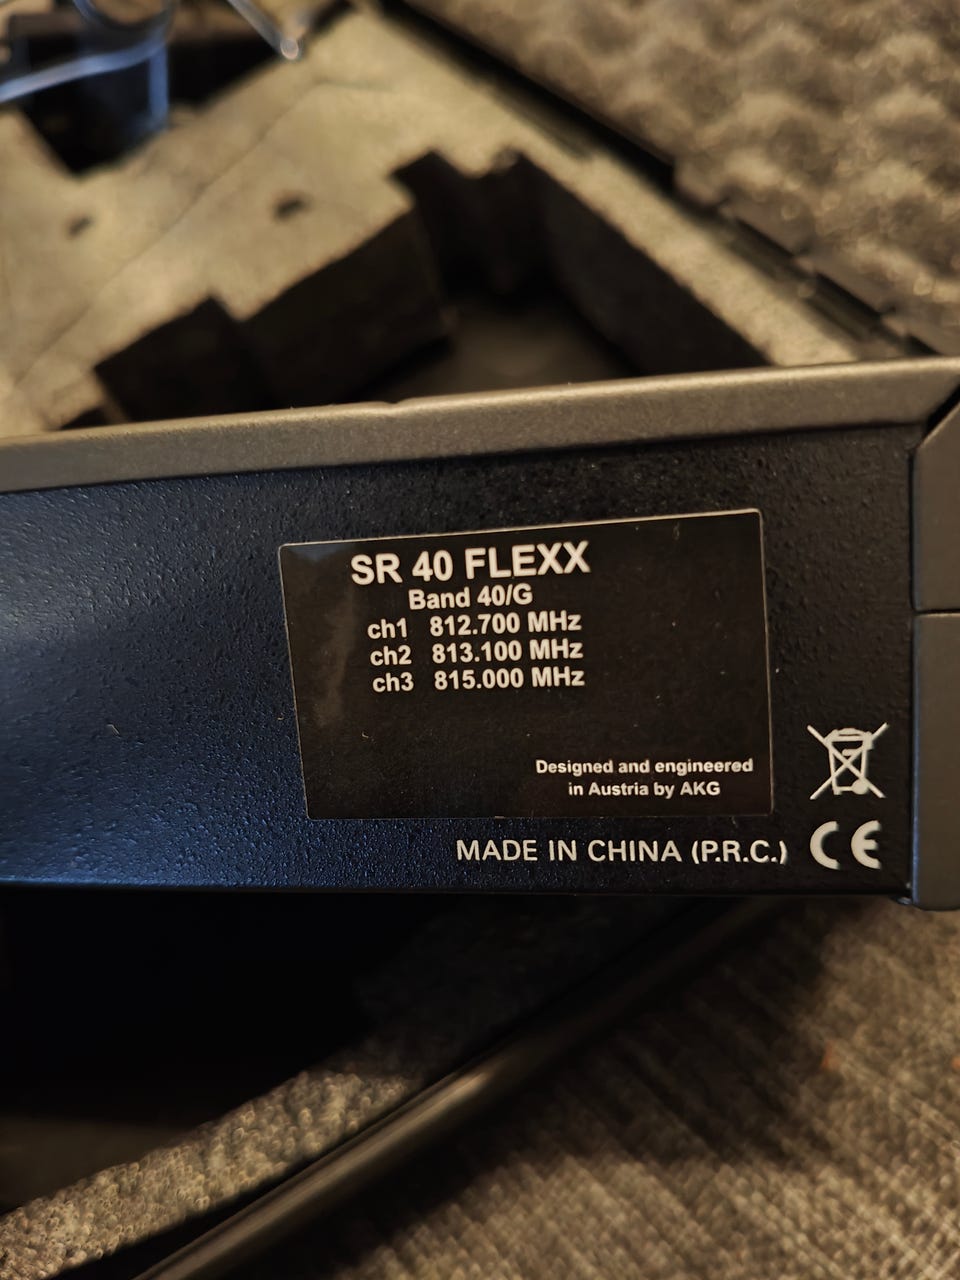 SR 40 FLEXX
Band 40/G
ch1 812.700 MHz
ch2 813.100 MHz
ch3 815.000 MHz
Designed and engineered
in Austria by AKG
MADE IN CHINA (P.R.C.)
CE